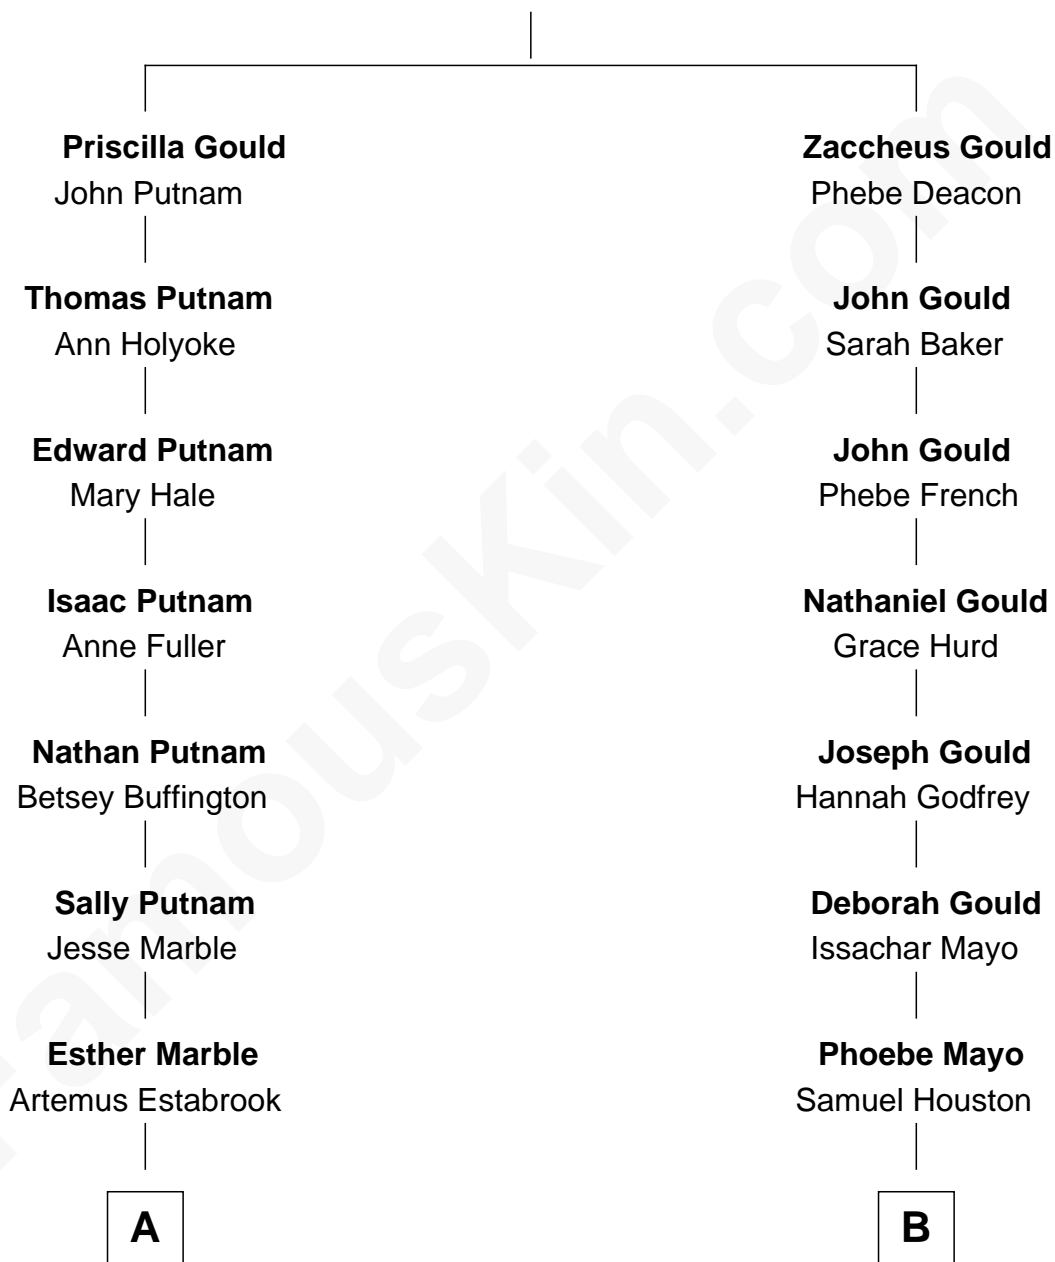 Priscilla Gould
John Putnam
Thomas Putnam
Ann Holyoke
Edward Putnam
Mary Hale
Isaac Putnam
Anne Fuller
Nathan Putnam
Betsey Buffington
Sally Putnam
Jesse Marble
Esther Marble
Artemus Estabrook
A
Zaccheus Gould
Phebe Deacon
John Gould
Sarah Baker
John Gould
Phebe French
Nathaniel Gould
Grace Hurd
Joseph Gould
Hannah Godfrey
Deborah Gould
Issachar Mayo
Phoebe Mayo
Samuel Houston
B
FamousKin.com